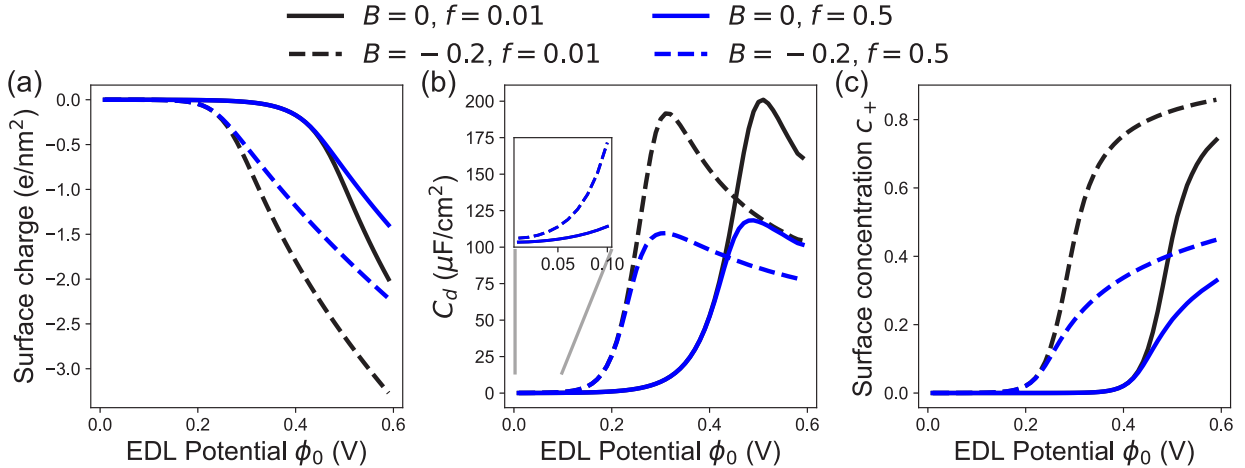 B = 0, f = 0.01
B = −0.2, f = 0.01
B = 0, f = 0.5
B = −0.2, f = 0.5
(a)
Surface charge (e/nm²)
0.0
−0.5
−1.0
−1.5
−2.0
−2.5
−3.0
0.0 0.2 0.4 0.6
EDL Potential ϕ₀ (V)
(b)
C_d (μF/cm²)
200
175
150
125
100
75
50
25
0
0.05 0.10
0.0 0.2 0.4 0.6
EDL Potential ϕ₀ (V)
(c)
Surface concentration c₊
0.8
0.6
0.4
0.2
0.0
0.0 0.2 0.4 0.6
EDL Potential ϕ₀ (V)